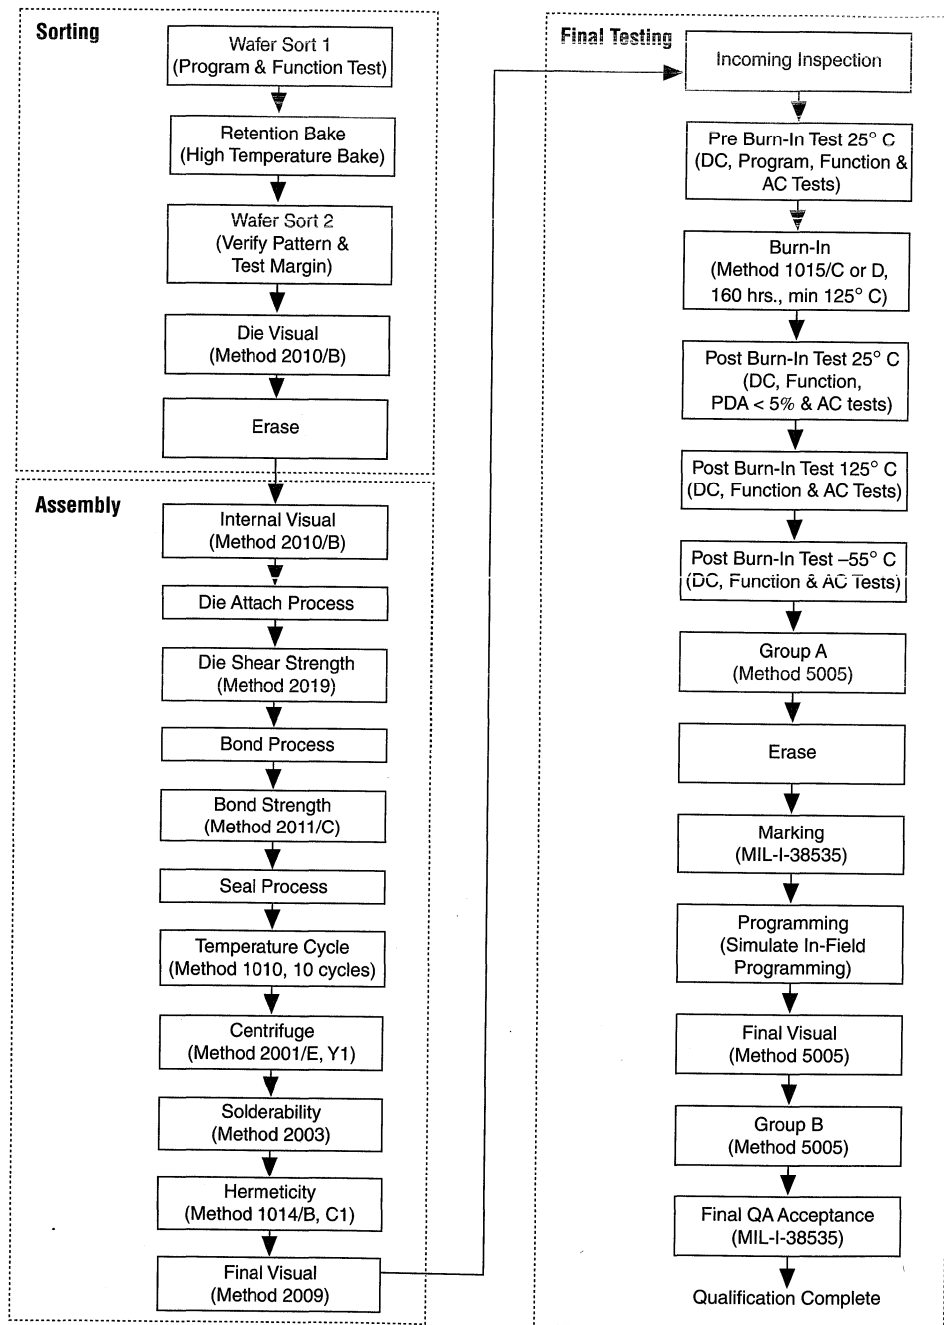 Sorting
Wafer Sort 1
(Program & Function Test)
Retention Bake
(High Temperature Bake)
Wafer Sort 2
(Verify Pattern &
Test Margin)
Die Visual
(Method 2010/B)
Erase
Assembly
Internal Visual
(Method 2010/B)
Die Attach Process
Die Shear Strength
(Method 2019)
Bond Process
Bond Strength
(Method 2011/C)
Seal Process
Temperature Cycle
(Method 1010, 10 cycles)
Centrifuge
(Method 2001/E, Y1)
Solderability
(Method 2003)
Hermeticity
(Method 1014/B, C1)
Final Visual
(Method 2009)
Final Testing
Incoming Inspection
Pre Burn-In Test 25° C
(DC, Program, Function &
AC Tests)
Burn-In
(Method 1015/C or D,
160 hrs., min 125° C)
Post Burn-In Test 25° C
(DC, Function,
PDA < 5% & AC tests)
Post Burn-In Test 125° C
(DC, Function & AC Tests)
Post Burn-In Test –55° C
(DC, Function & AC Tests)
Group A
(Method 5005)
Erase
Marking
(MIL-I-38535)
Programming
(Simulate In-Field
Programming)
Final Visual
(Method 5005)
Group B
(Method 5005)
Final QA Acceptance
(MIL-I-38535)
Qualification Complete